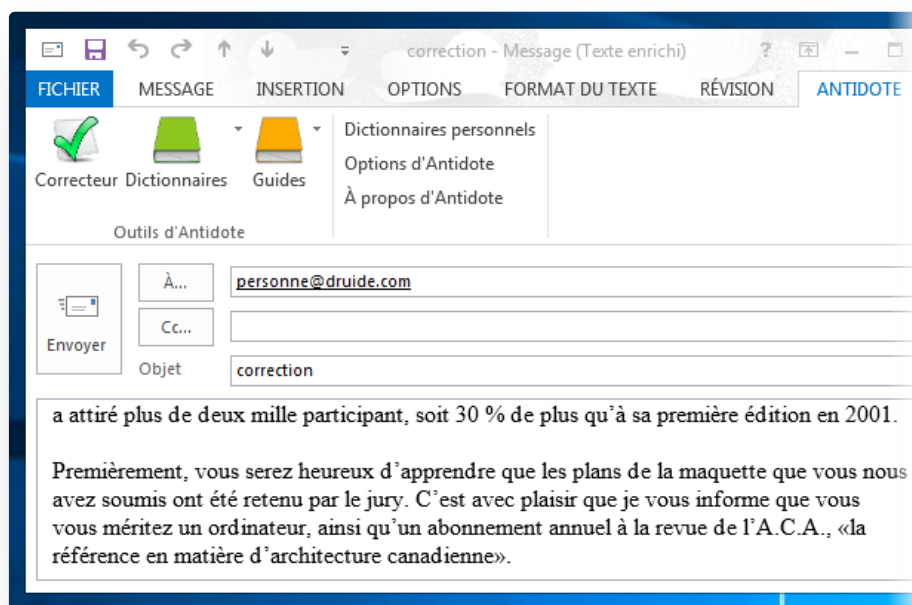 correction - Message (Texte enrichi) ?
FICHIER MESSAGE INSERTION OPTIONS FORMAT DU TEXTE RÉVISION ANTIDOTE
Correcteur Dictionnaires Guides
Dictionnaires personnels
Options d'Antidote
À propos d'Antidote
Outils d'Antidote
Envoyer
À... personne@druide.com
Cc...
Objet correction
a attiré plus de deux mille participant, soit 30 % de plus qu'à sa première édition en 2001.
Premièrement, vous serez heureux d'apprendre que les plans de la maquette que vous nous
avez soumis ont été retenu par le jury. C'est avec plaisir que je vous informe que vous
vous méritez un ordinateur, ainsi qu'un abonnement annuel à la revue de l'A.C.A., «la
référence en matière d'architecture canadienne».